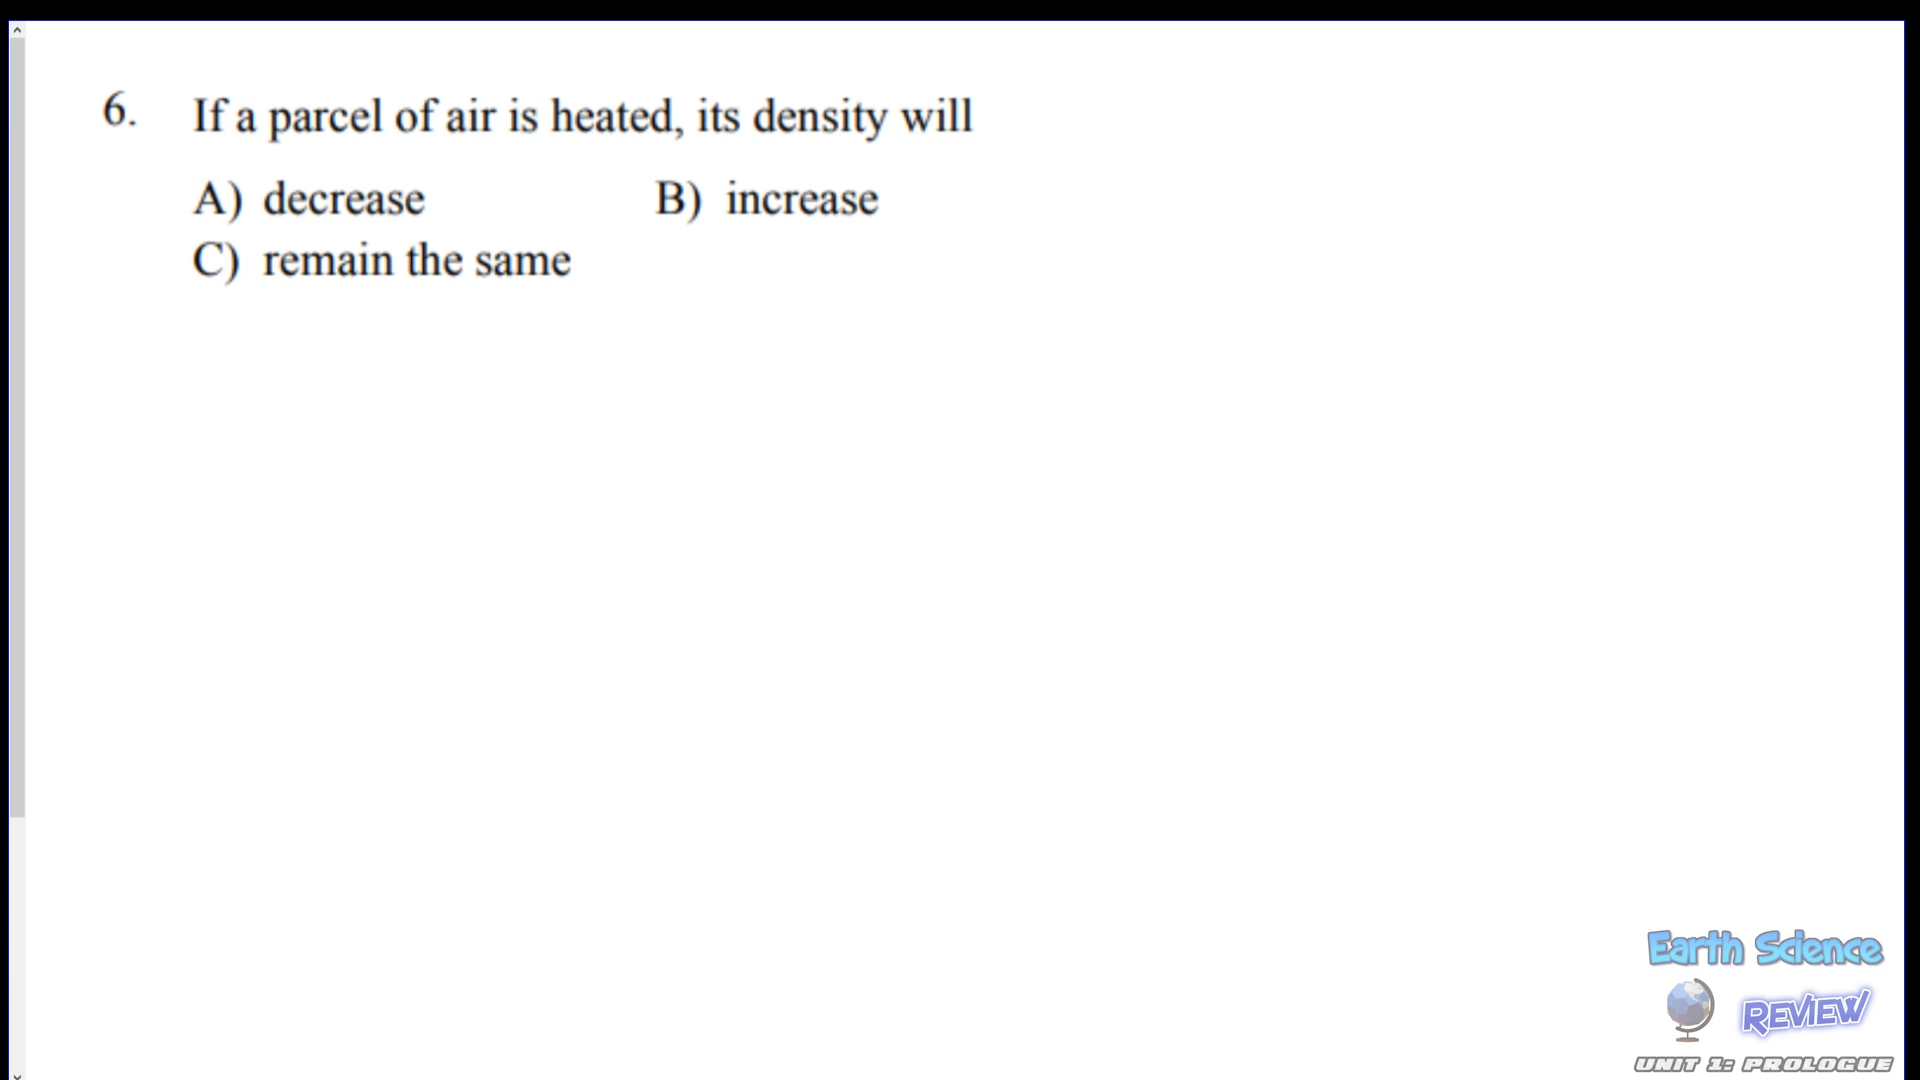 6. If a parcel of air is heated, its density will
A) decrease B) increase
C) remain the same
Earth Science
REVIEW
UNIT 1: PROLOGUE